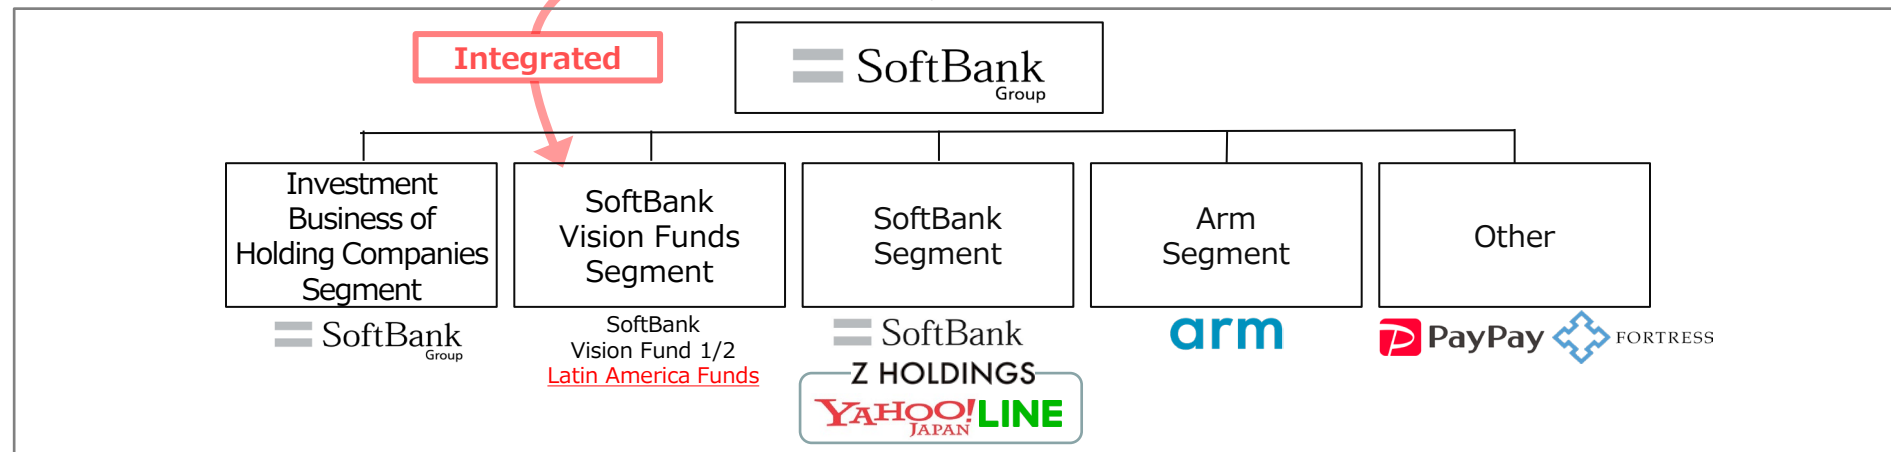 Integrated
SoftBank
Group
Investment
Business of
Holding Companies
Segment
SoftBank
Vision Funds
Segment
SoftBank
Segment
Arm
Segment
Other
SoftBank
Group
SoftBank
Vision Fund 1/2
Latin America Funds
SoftBank
Z HOLDINGS
YAHOO!
JAPAN
LINE
arm
PayPay
FORTRESS